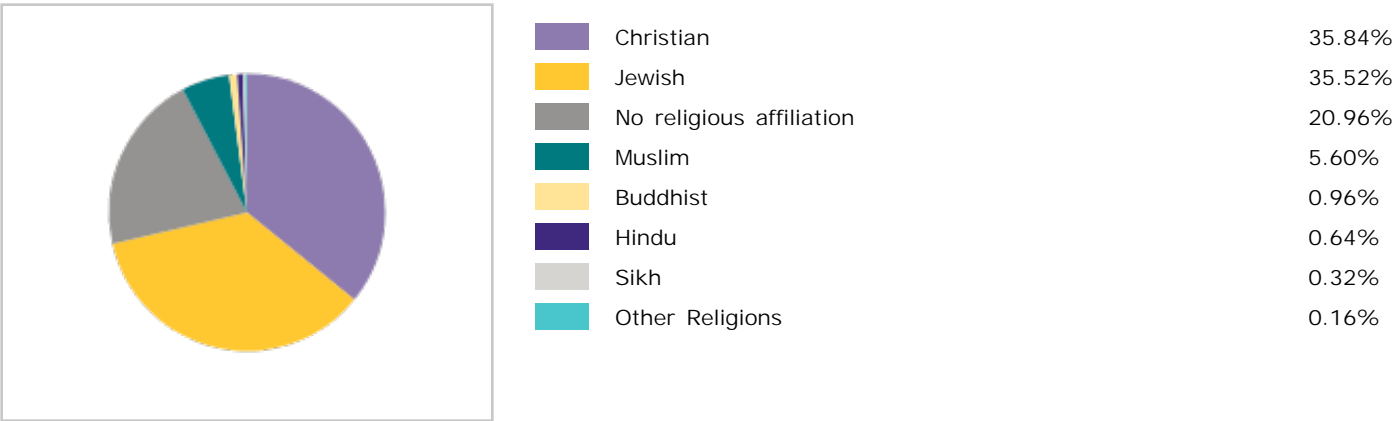 Christian 35.84%
Jewish 35.52%
No religious affiliation 20.96%
Muslim 5.60%
Buddhist 0.96%
Hindu 0.64%
Sikh 0.32%
Other Religions 0.16%